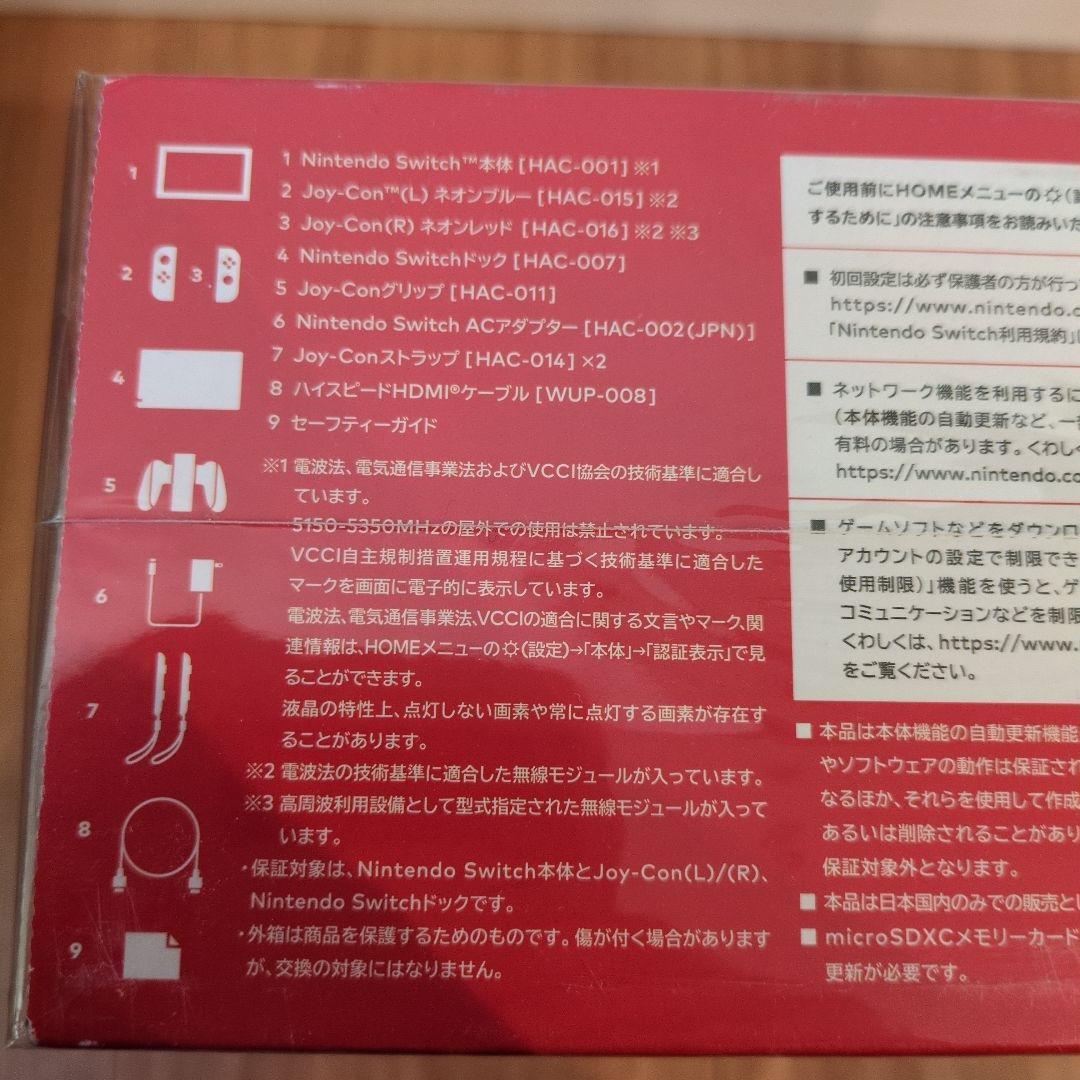 1 Nintendo Switch™本体 [HAC-001] ※1
2 Joy-Con™(L) ネオンブルー [HAC-015] ※2
3 Joy-Con(R) ネオンレッド [HAC-016] ※2 ※3
4 Nintendo Switchドック [HAC-007]
5 Joy-Conグリップ [HAC-011]
6 Nintendo Switch ACアダプター [HAC-002(JPN)]
7 Joy-Conストラップ [HAC-014] ×2
8 ハイスピードHDMI®ケーブル [WUP-008]
9 セーフティーガイド
※1 電波法、電気通信事業法およびVCCI協会の技術基準に適合し
ています。
5150-5350MHzの屋外での使用は禁止されています。
VCCI自主規制措置運用規程に基づく技術基準に適合した
マークを画面に電子的に表示しています。
電波法、電気通信事業法、VCCIの適合に関する文言やマーク、関
連情報は、HOMEメニューの(設定)→「本体」→「認証表示」で見
ることができます。
液晶の特性上、点灯しない画素や常に点灯する画素が存在す
ることがあります。
※2 電波法の技術基準に適合した無線モジュールが入っています。
※3 高周波利用設備として型式指定された無線モジュールが入って
います。
・保証対象は、Nintendo Switch本体とJoy-Con(L)/(R)、
Nintendo Switchドックです。
・外箱は商品を保護するためのものです。傷が付く場合があります
が、交換の対象にはなりません。
1
2
3
4
5
6
7
8
9
ご使用前にHOMEメニューの
するために」の注意事項をお読みいた
■ 初回設定は必ず保護者の方が行っ
https://www.nintendo.c
「Nintendo Switch利用規約」
■ ネットワーク機能を利用するに
(本体機能の自動更新など、一
有料の場合があります。くわし
https://www.nintendo.c
■ ゲームソフトなどをダウンロ
アカウントの設定で制限でき
使用制限)」機能を使うと、ゲ
コミュニケーションなどを制限
くわしくは、https://www.
をご覧ください。
■ 本品は本体機能の自動更新機能
やソフトウェアの動作は保証され
なるほか、それらを使用して作成
あるいは削除されることがあり
保証対象外となります。
■ 本品は日本国内のみでの販売と
■ microSDXCメモリーカード
更新が必要です。